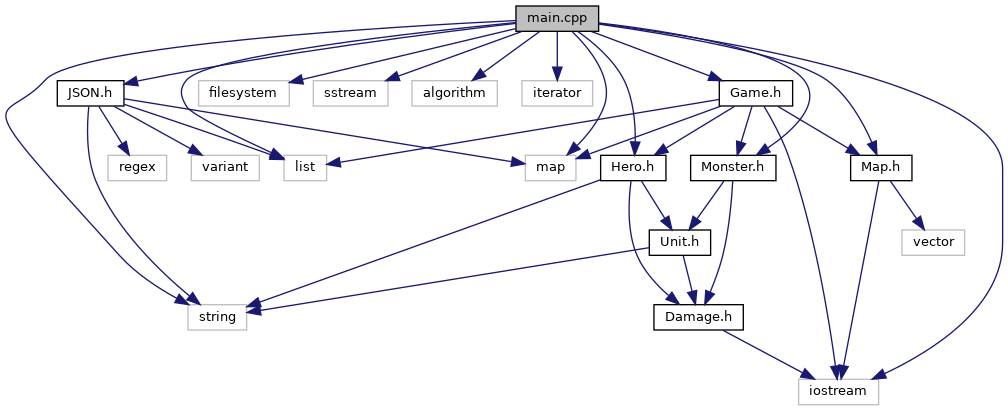 main.cpp
JSON.h
filesystem
sstream
algorithm
iterator
Game.h
regex
variant
list
map
Hero.h
Monster.h
Map.h
Unit.h
vector
string
Damage.h
iostream